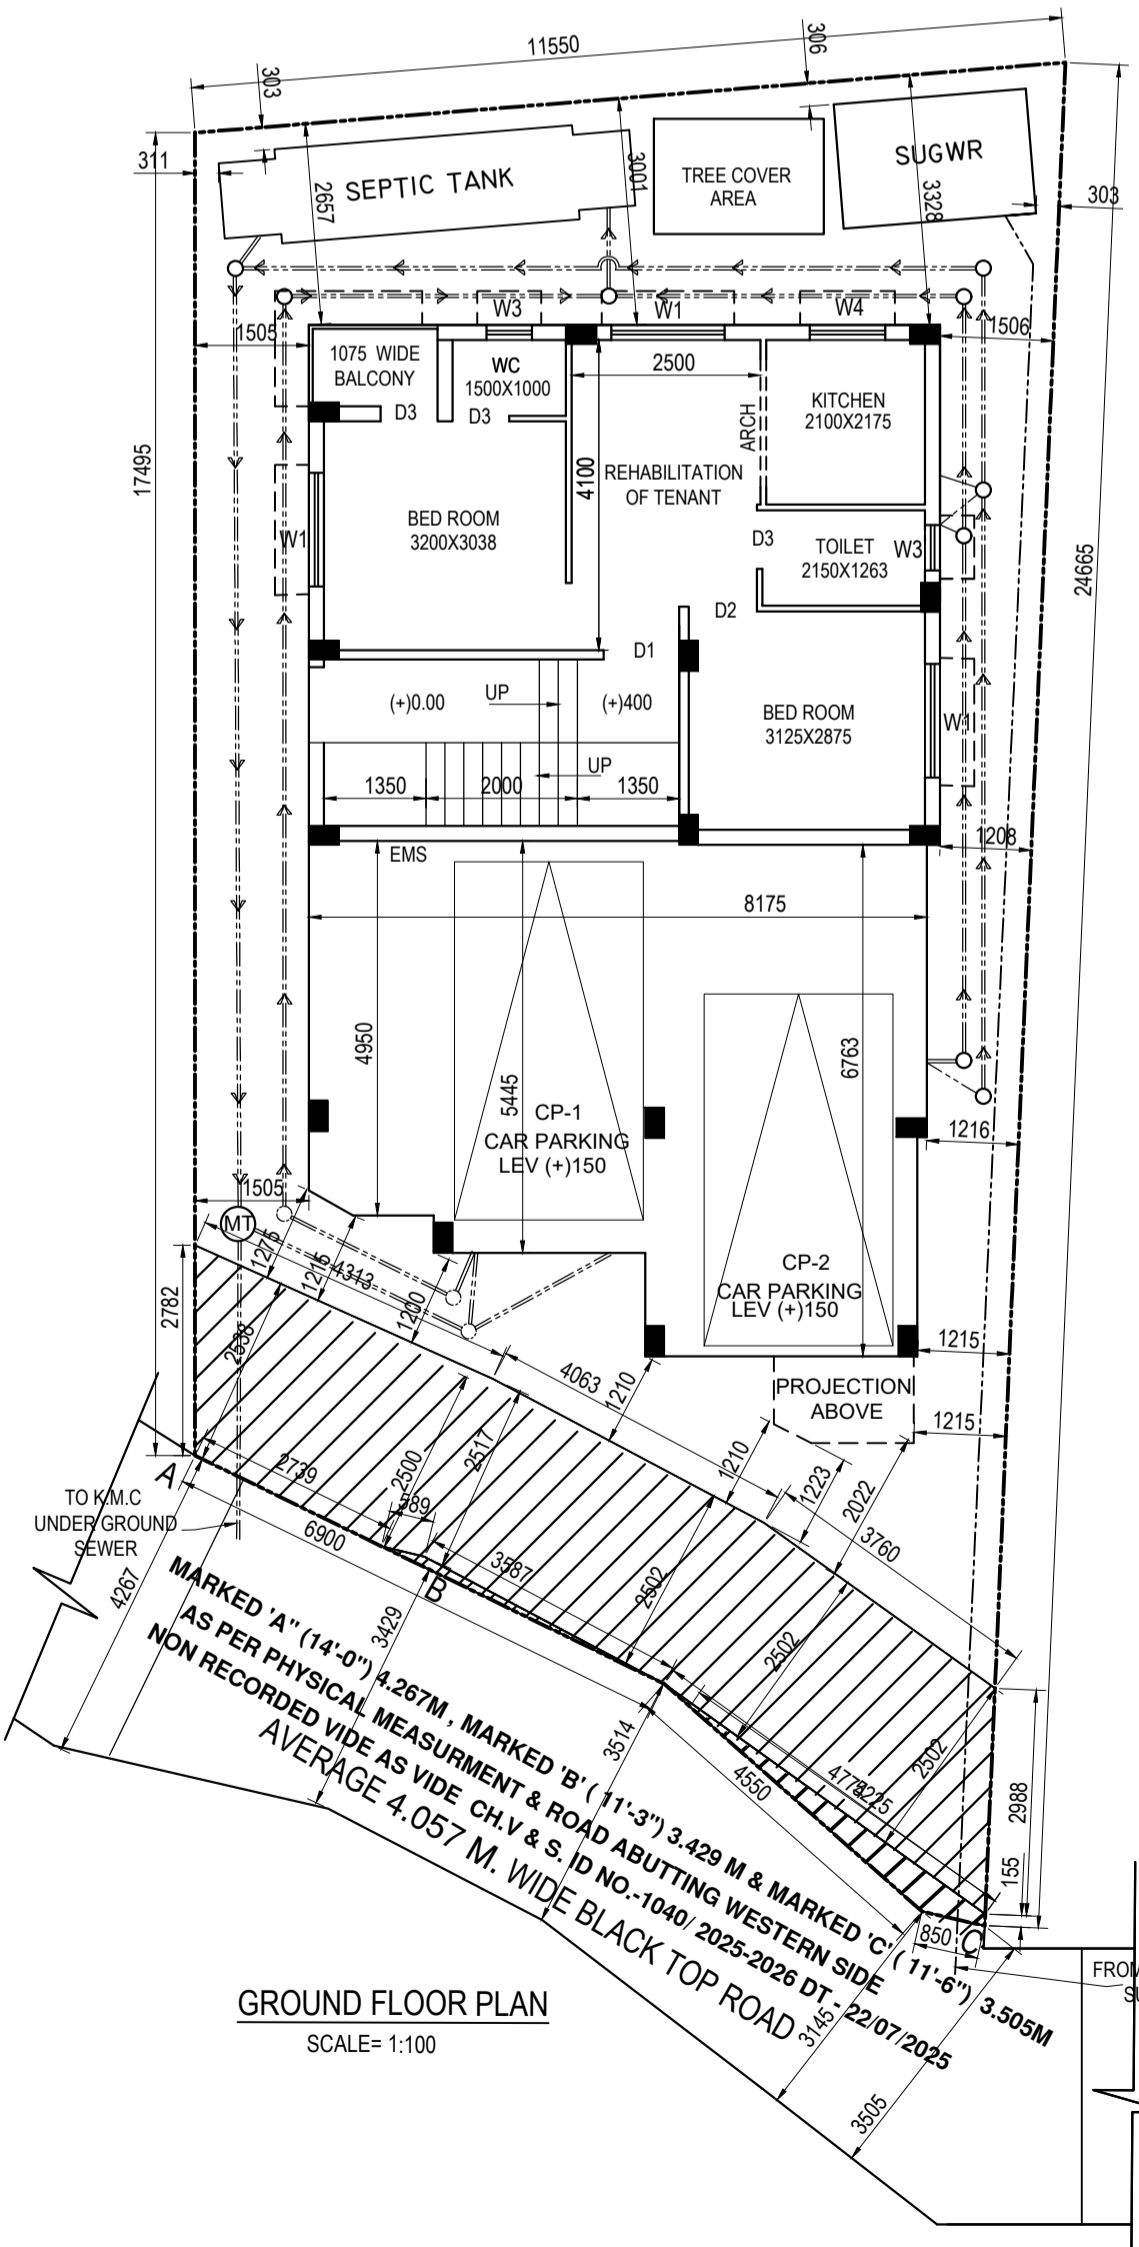 11550
306
303
311
SEPTIC TANK
2657
3001
TREE COVER
AREA
SUGWR
3328
303
W3
W1
W4
1505
1506
1075 WIDE
BALCONY
WC
1500X1000
2500
KITCHEN
2100X2175
D3
D3
ARCH
17495
4100
REHABILITATION
OF TENANT
BED ROOM
3200X3038
W1
D3
TOILET
2150X1263
W3
24665
D2
D1
(+)0.00
UP
(+)400
BED ROOM
3125X2875
W1
UP
1350
2000
1350
EMS
1208
8175
4950
5445
6763
CP-1
CAR PARKING
LEV (+)150
1216
1505
MT
1275
1215
4313
1200
CP-2
CAR PARKING
LEV (+)150
2782
2538
4063
1210
1215
PROJECTION
ABOVE
1215
A
2739
2500
2517
1210
1223
2022
3760
TO K.M.C
UNDER GROUND
SEWER
6900
589
3587
B
2502
2502
4267
3429
3514
4550
4775
5225
2502
2988
155
850
C
MARKED 'A" (14'-0") 4.267M , MARKED 'B' ( 11'-3") 3.429 M & MARKED 'C' ( 11'-6") 3.505M
AS PER PHYSICAL MEASURMENT & ROAD ABUTTING WESTERN SIDE
NON RECORDED VIDE AS VIDE CH.V & S. ID NO.-1040/ 2025-2026 DT.- 22/07/2025
AVERAGE 4.057 M. WIDE BLACK TOP ROAD
3145
3505
FROM
GROUND FLOOR PLAN
SCALE= 1:100